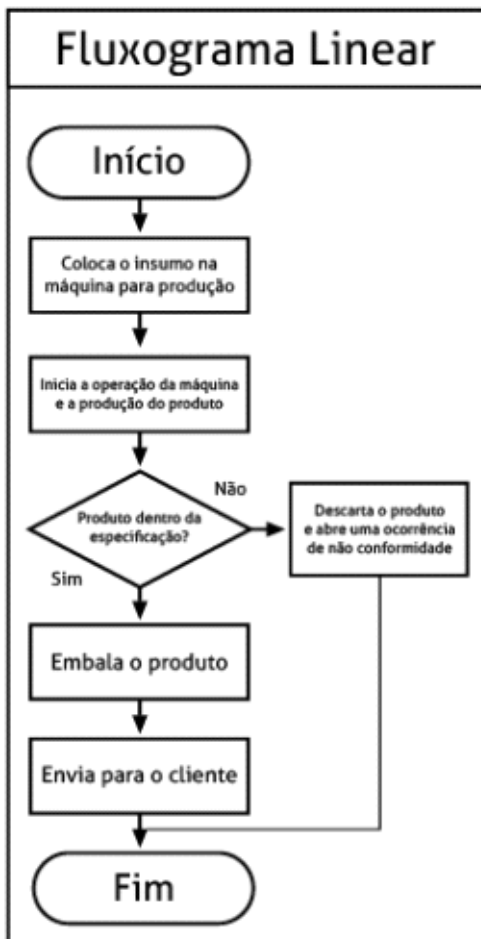 Fluxograma Linear
Início
Coloca o insumo na
máquina para produção
Inicia a operação da máquina
e a produção do produto
Produto dentro da
especificação?
Não
Descarta o produto
e abre uma ocorrência
de não conformidade
Sim
Embala o produto
Envia para o cliente
Fim